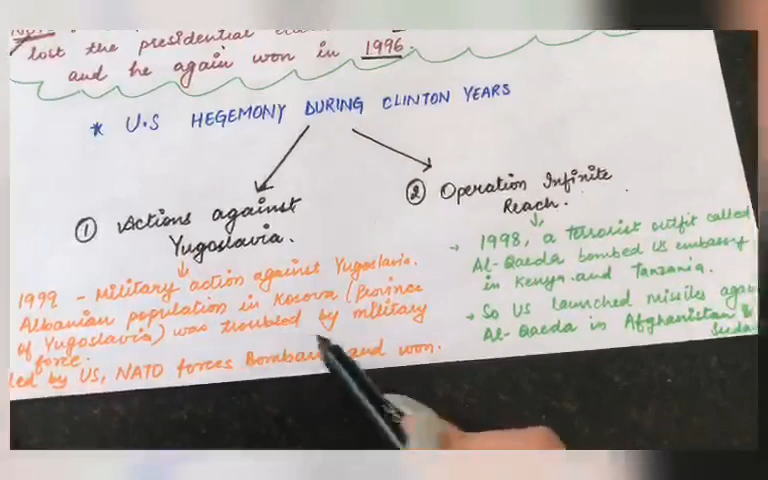 NOTE
lost the presidential
and he again won in 1996.
* U.S HEGEMONY DURING CLINTON YEARS
① Actions against
Yugoslavia.
1999 - Military action against Yugoslavia.
Albanian population in Kosova (Province
of Yugoslavia) was troubled by military
force.
led by US, NATO forces and won.
② Operation Infinite
Reach.
→ 1998, a terrorist outfit called
Al-Qaeda bombed US embassy
in Kenya and Tanzania.
→ So US launched missiles
Al-Qaeda in Afghanistan &